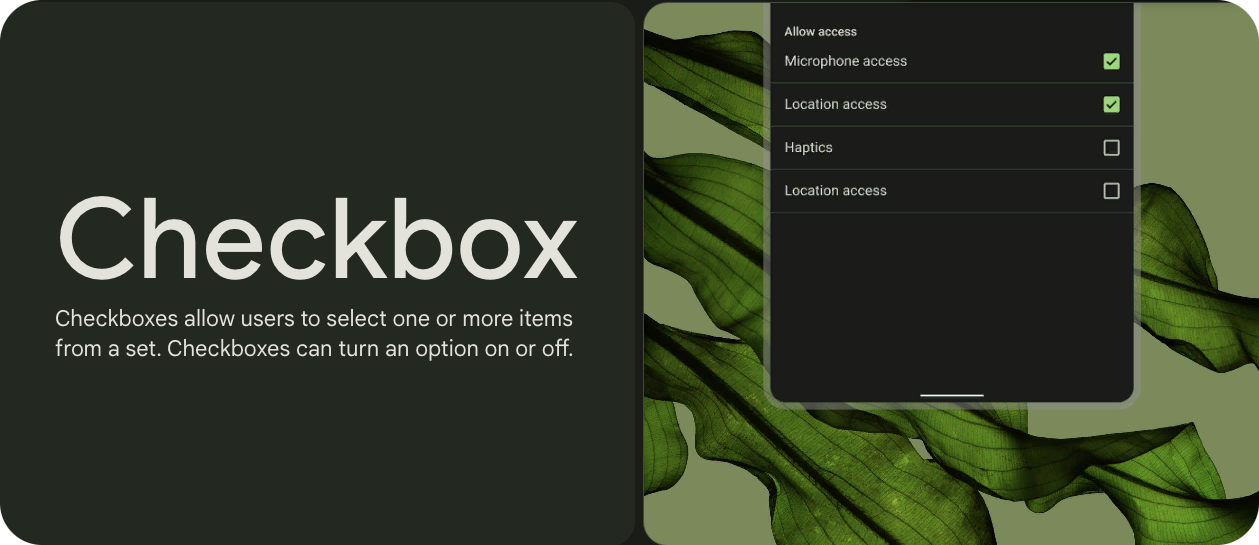 Checkbox
Checkboxes allow users to select one or more items
from a set. Checkboxes can turn an option on or off.
Allow access
Microphone access
Location access
Haptics
Location access